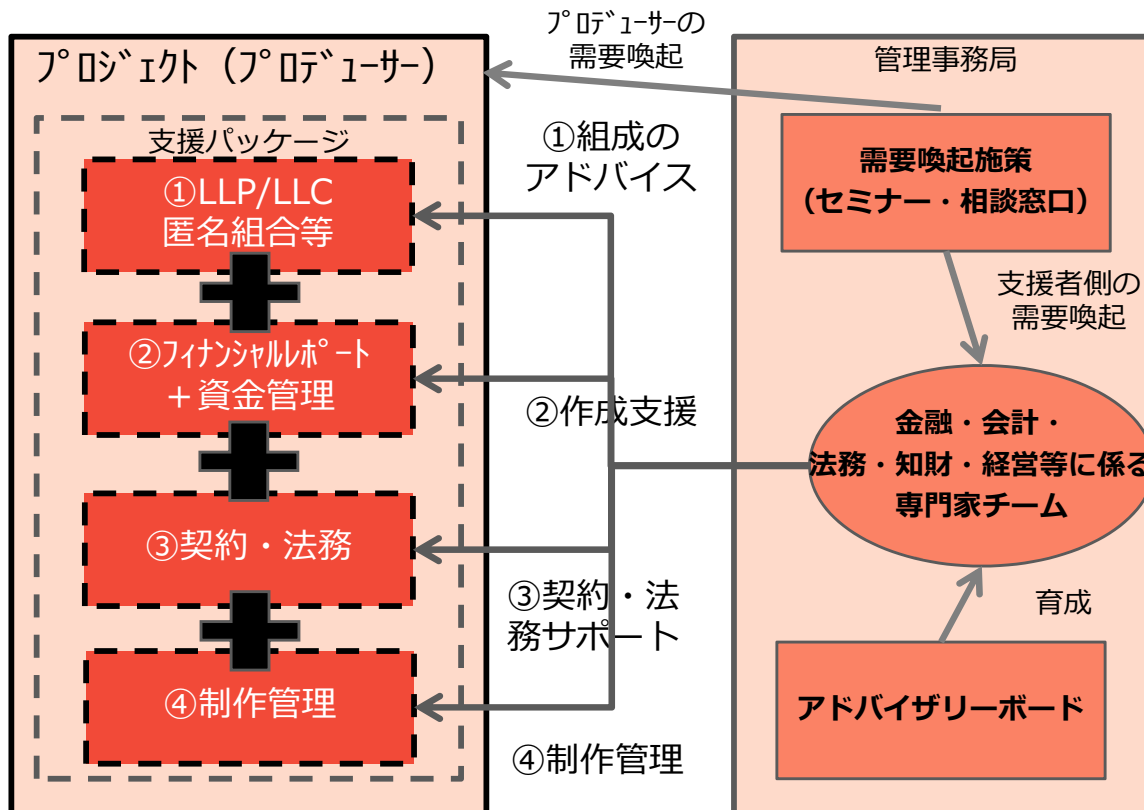 プロジェクト（プロデューサー）
支援パッケージ
①LLP/LLC
匿名組合等
②フィナンシャルレポート
＋資金管理
③契約・法務
④制作管理
プロデューサーの
需要喚起
①組成の
アドバイス
②作成支援
③契約・法
務サポート
④制作管理
管理事務局
需要喚起施策
（セミナー・相談窓口）
支援者側の
需要喚起
金融・会計・
法務・知財・経営等に係る
専門家チーム
育成
アドバイザリーボード